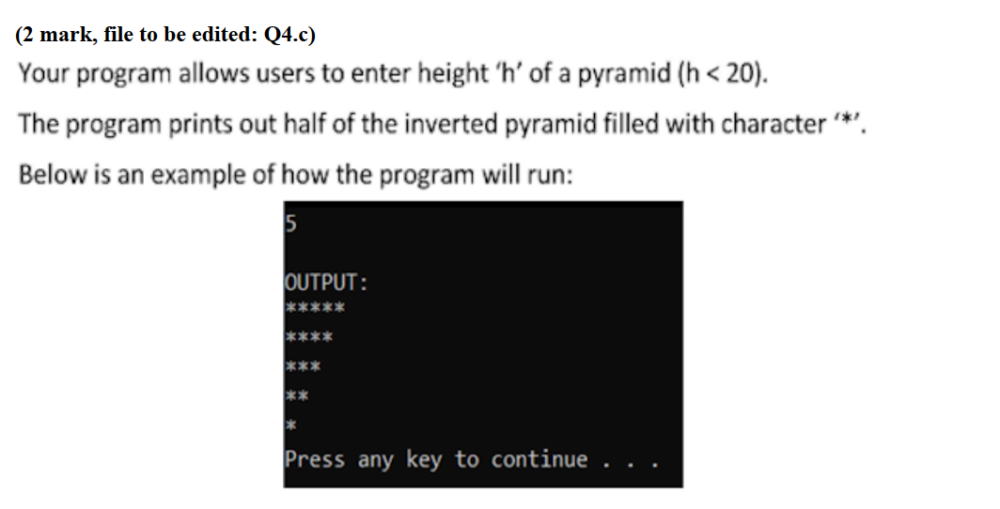 (2 mark, file to be edited: Q4.c)
Your program allows users to enter height ‘h’ of a pyramid (h < 20).
The program prints out half of the inverted pyramid filled with character ‘*’.
Below is an example of how the program will run:
5
OUTPUT:
*****
****
***
**
*
Press any key to continue . . .